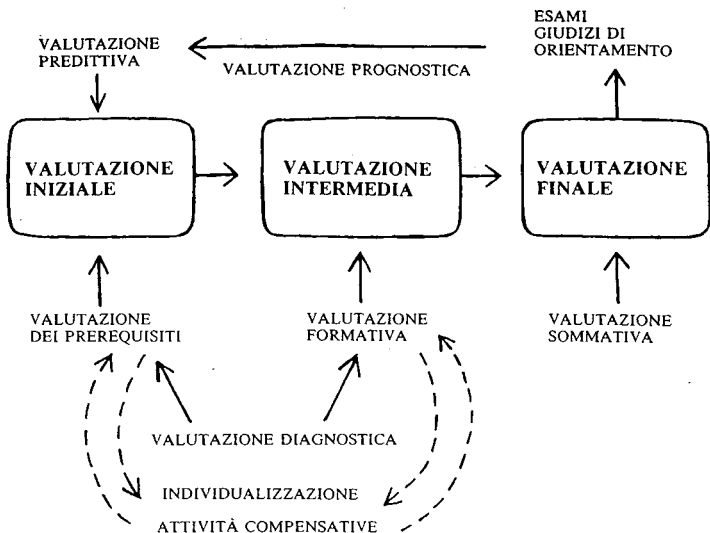 VALUTAZIONE
PREDITTIVA
VALUTAZIONE PROGNOSTICA
ESAMI
GIUDIZI DI
ORIENTAMENTO
VALUTAZIONE
INIZIALE
VALUTAZIONE
INTERMEDIA
VALUTAZIONE
FINALE
VALUTAZIONE
DEI PREREQUISITI
VALUTAZIONE
FORMATIVA
VALUTAZIONE
SOMMATIVA
VALUTAZIONE DIAGNOSTICA
INDIVIDUALIZZAZIONE
ATTIVITÀ COMPENSATIVE